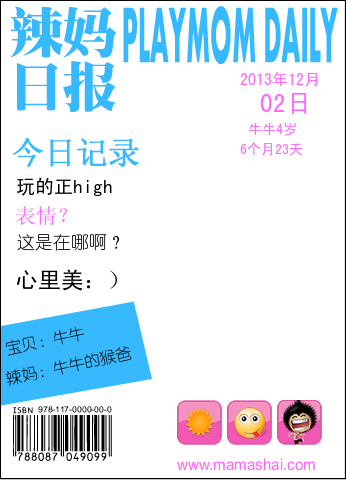 辣妈 PLAYMOM DAILY
日报
2013年12月
02日
牛牛4岁
6个月23天
今日记录
玩的正high
表情？
这是在哪啊？
心里美：）
宝贝：牛牛
辣妈：牛牛的猴爸
ISBN 978-117-0000-00-0
788087 049099
www.mamashai.com